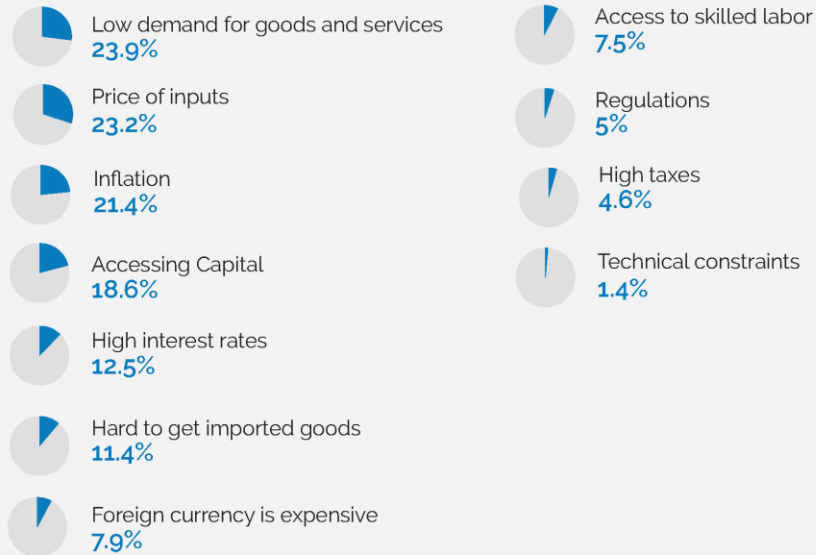 Low demand for goods and services
23.9%
Price of inputs
23.2%
Inflation
21.4%
Accessing Capital
18.6%
High interest rates
12.5%
Hard to get imported goods
11.4%
Foreign currency is expensive
7.9%
Access to skilled labor
7.5%
Regulations
5%
High taxes
4.6%
Technical constraints
1.4%